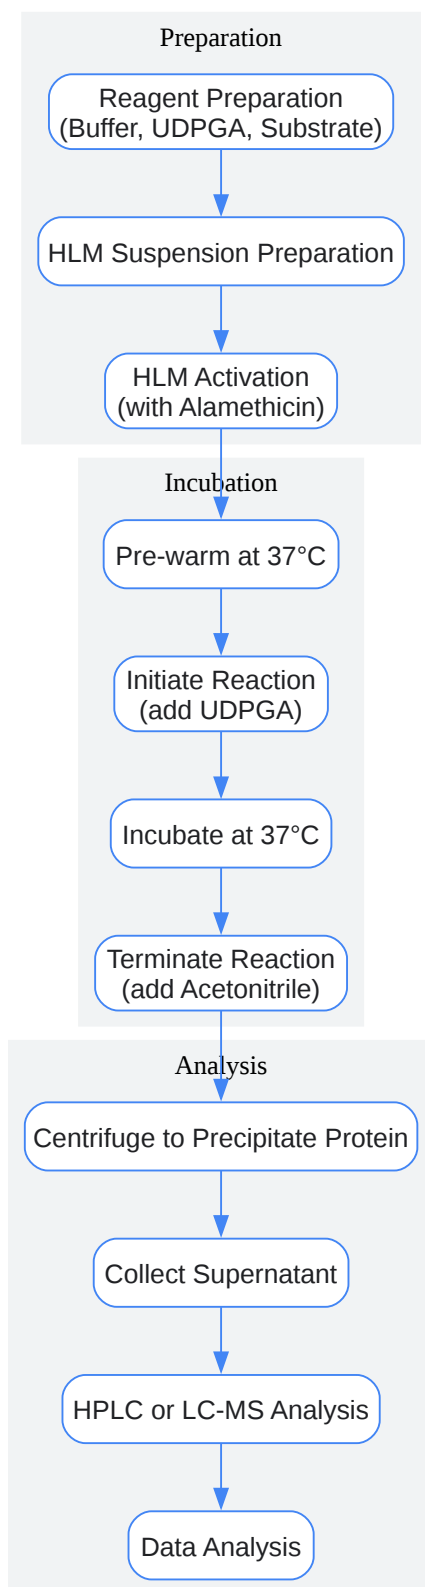 Preparation
Reagent Preparation
(Buffer, UDPGA, Substrate)
HLM Suspension Preparation
HLM Activation
(with Alamethicin)
Incubation
Pre-warm at 37°C
Initiate Reaction
(add UDPGA)
Incubate at 37°C
Terminate Reaction
(add Acetonitrile)
Analysis
Centrifuge to Precipitate Protein
Collect Supernatant
HPLC or LC-MS Analysis
Data Analysis